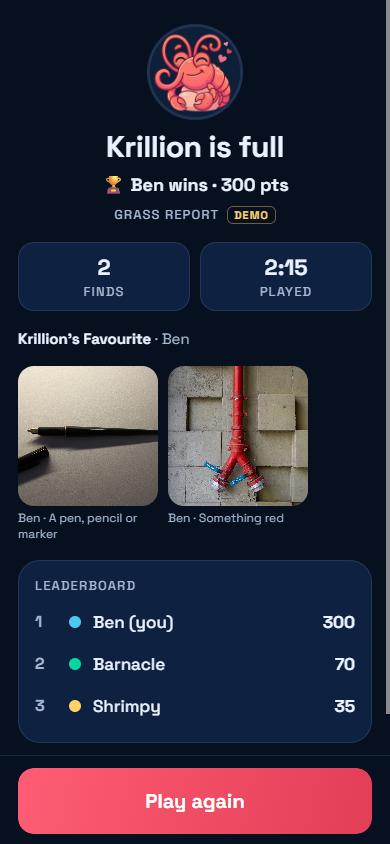 Krillion is full
🏆 Ben wins · 300 pts
GRASS REPORT DEMO
2
FINDS
2:15
PLAYED
Krillion's Favourite · Ben
Ben · A pen, pencil or
marker
Ben · Something red
LEADERBOARD
1 Ben (you) 300
2 Barnacle 70
3 Shrimpy 35
Play again